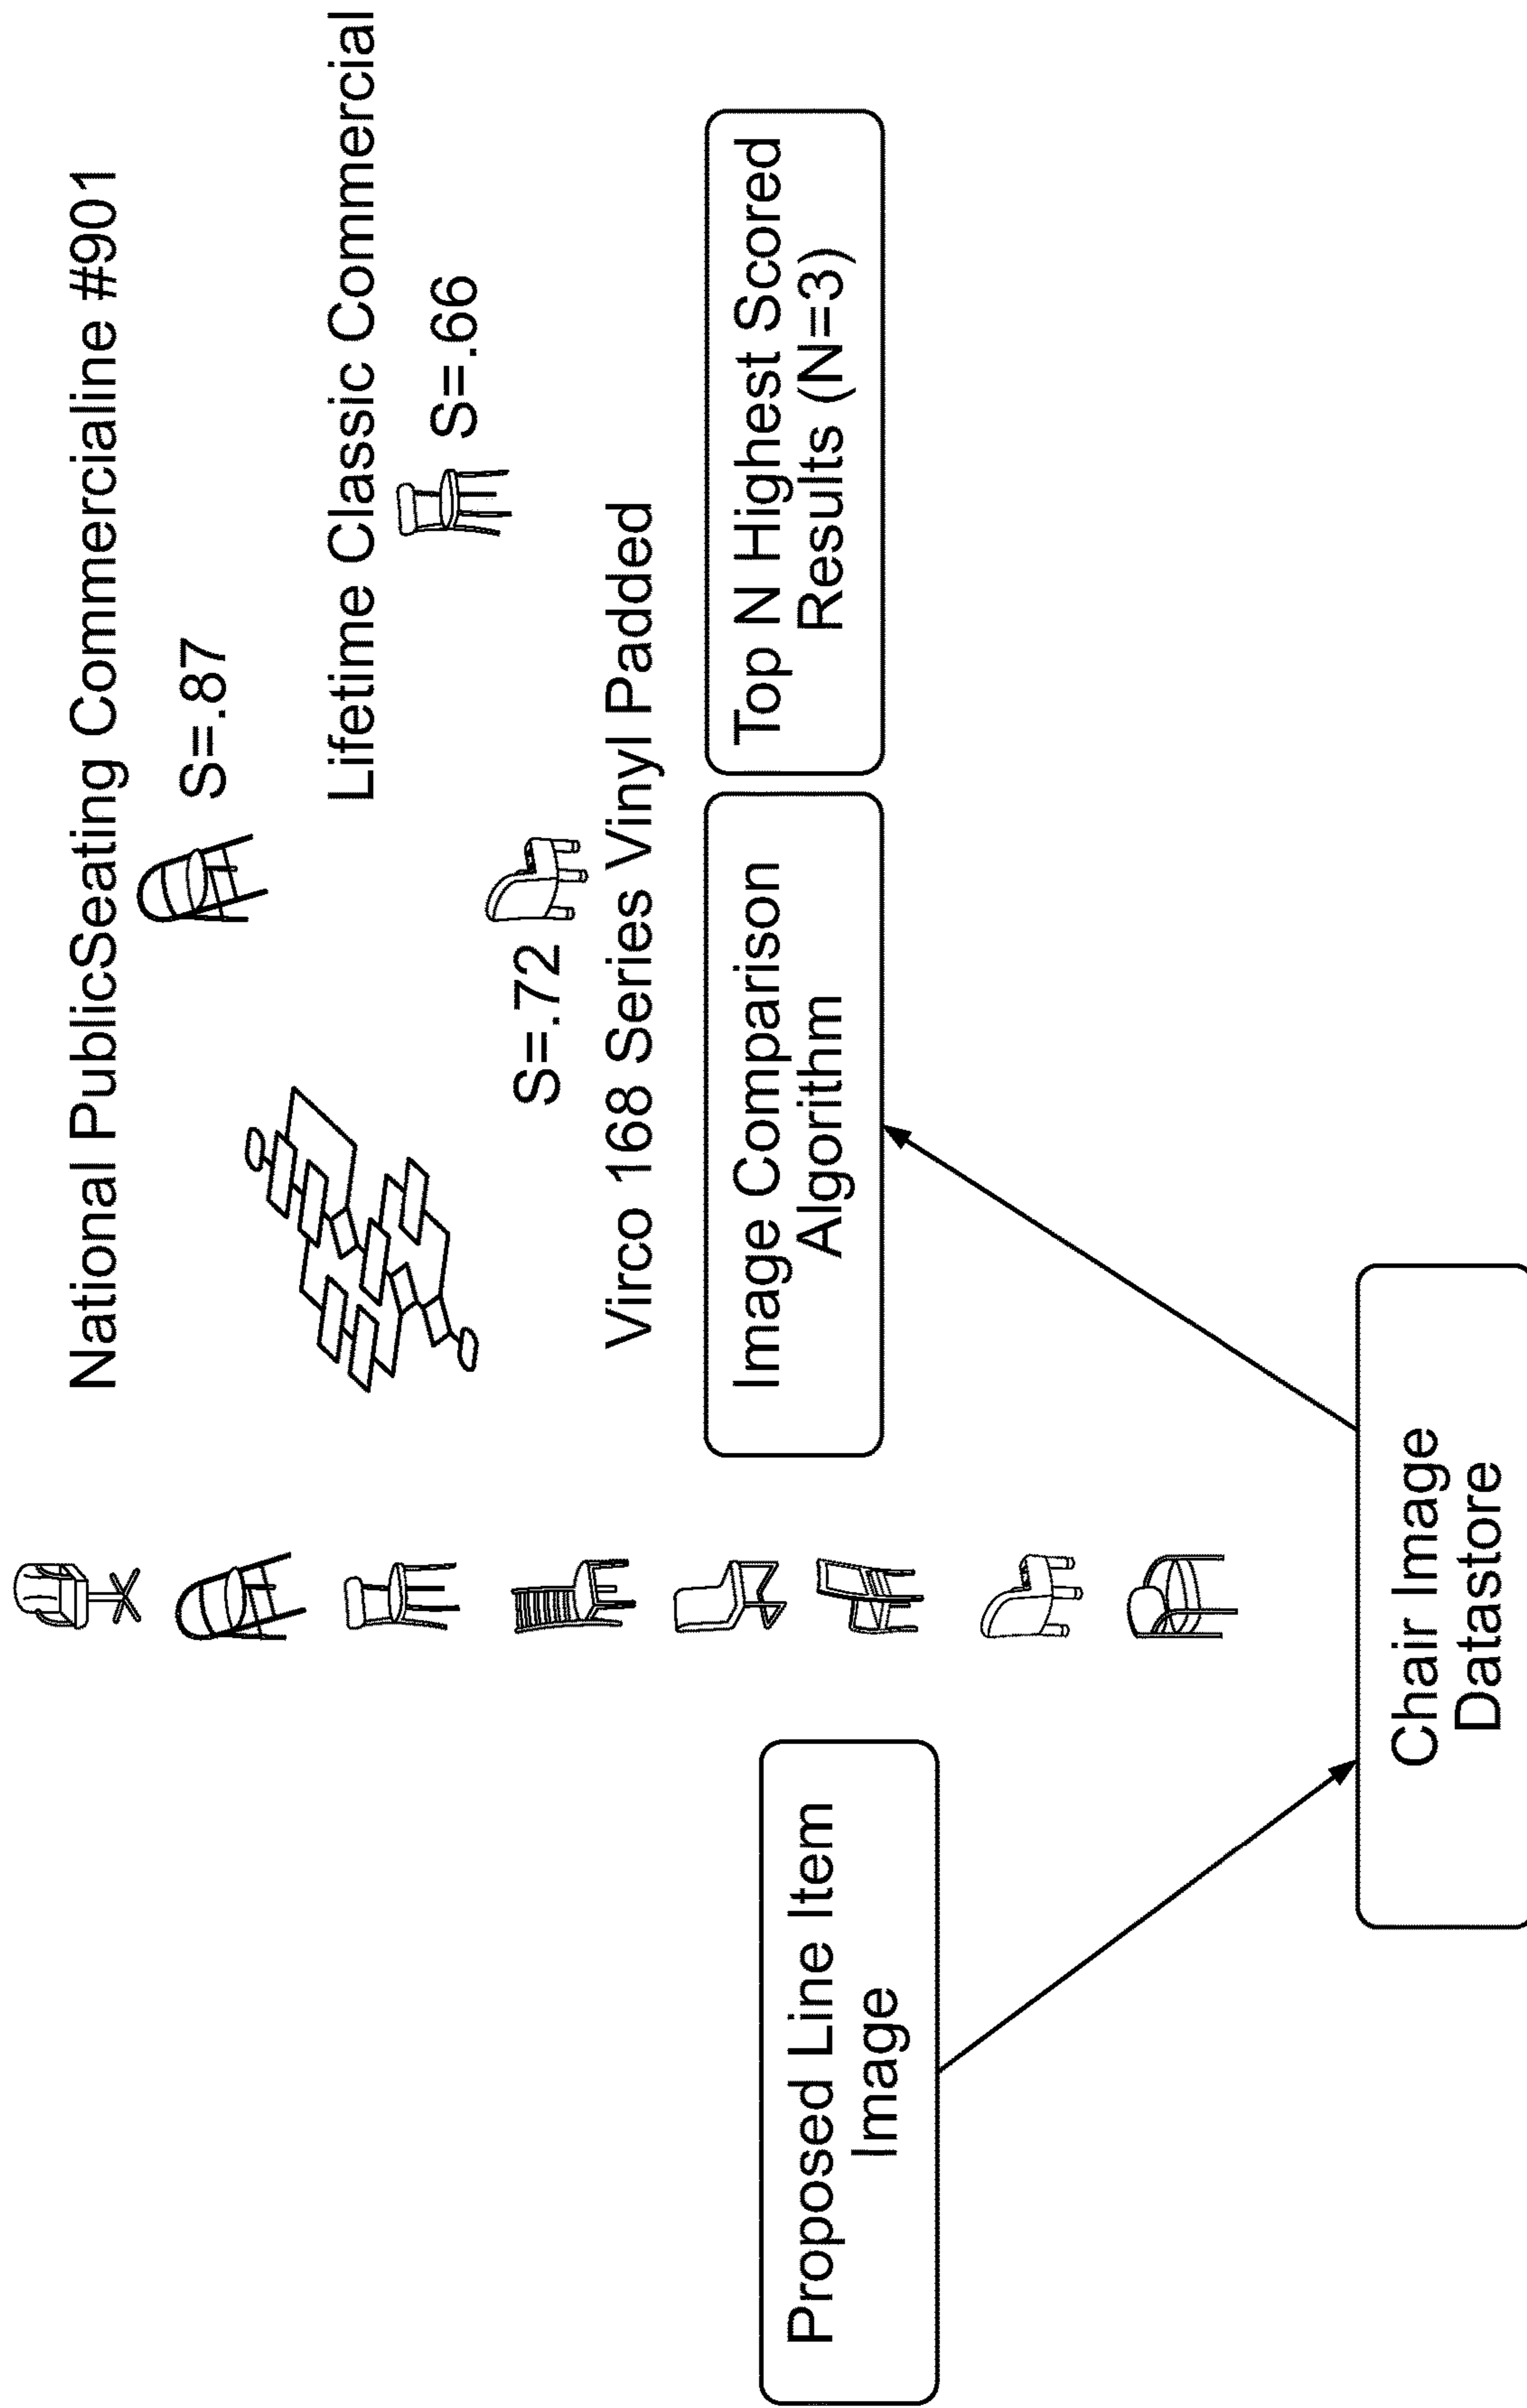 National PublicSeating Commercialine #901
S=.87
Lifetime Classic Commercial
S=.66
S=.72
Virco 168 Series Vinyl Padded
Proposed Line Item
Image
Image Comparison
Algorithm
Top N Highest Scored
Results (N=3)
Chair Image
Datastore